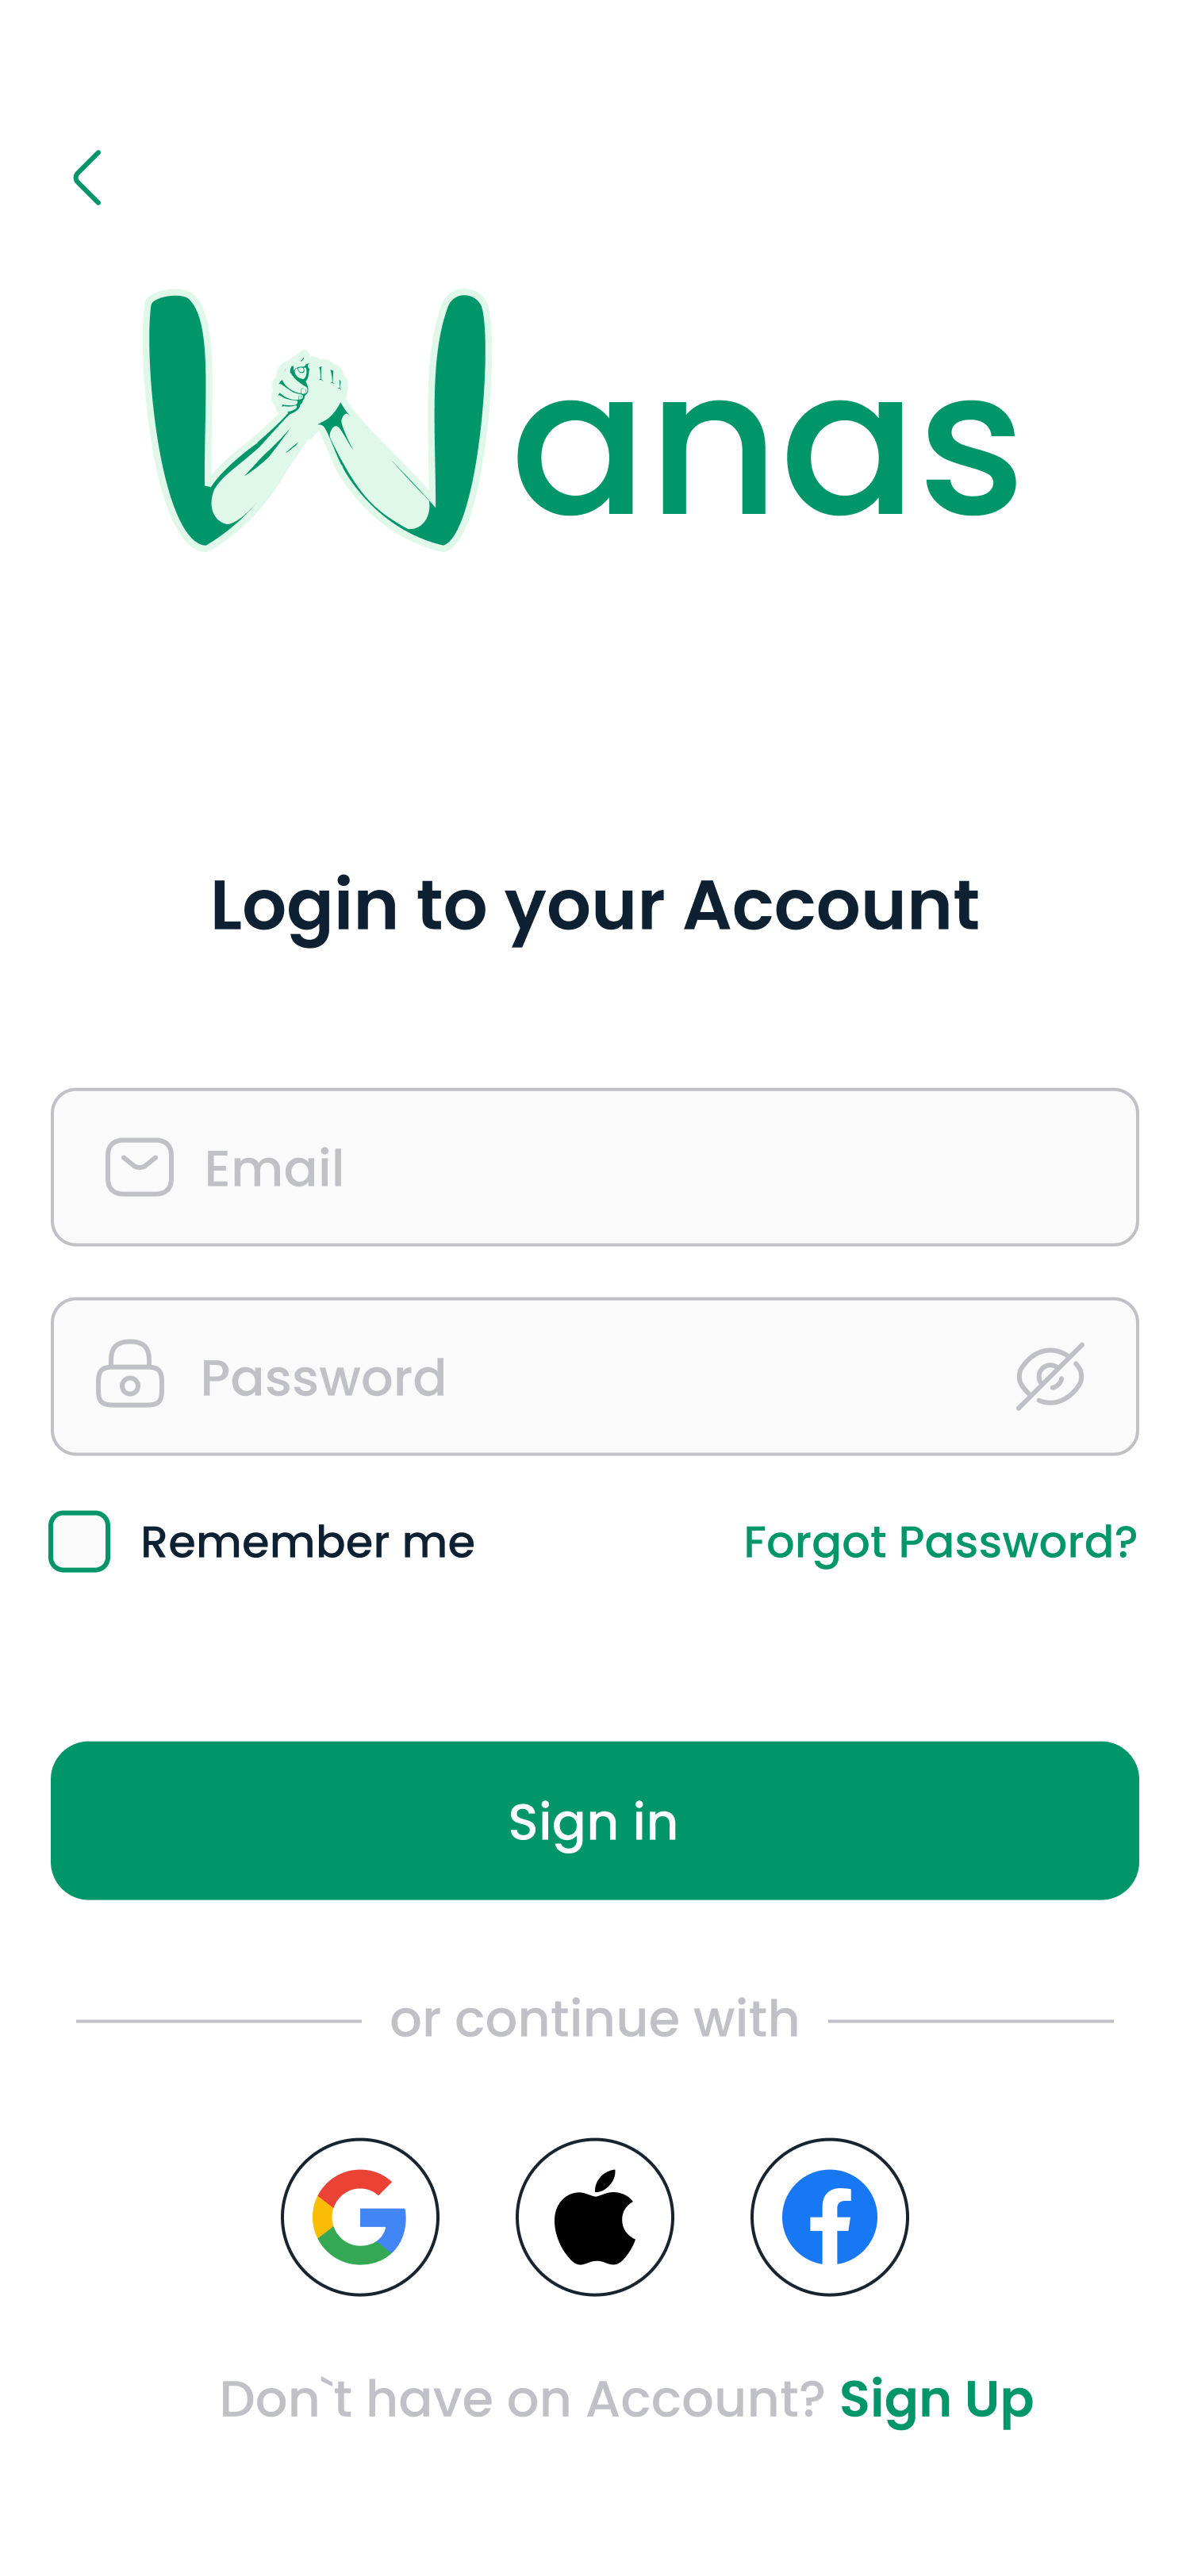 Wanas
Login to your Account
Email
Password
Remember me
Forgot Password?
Sign in
or continue with
Don`t have on Account? Sign Up